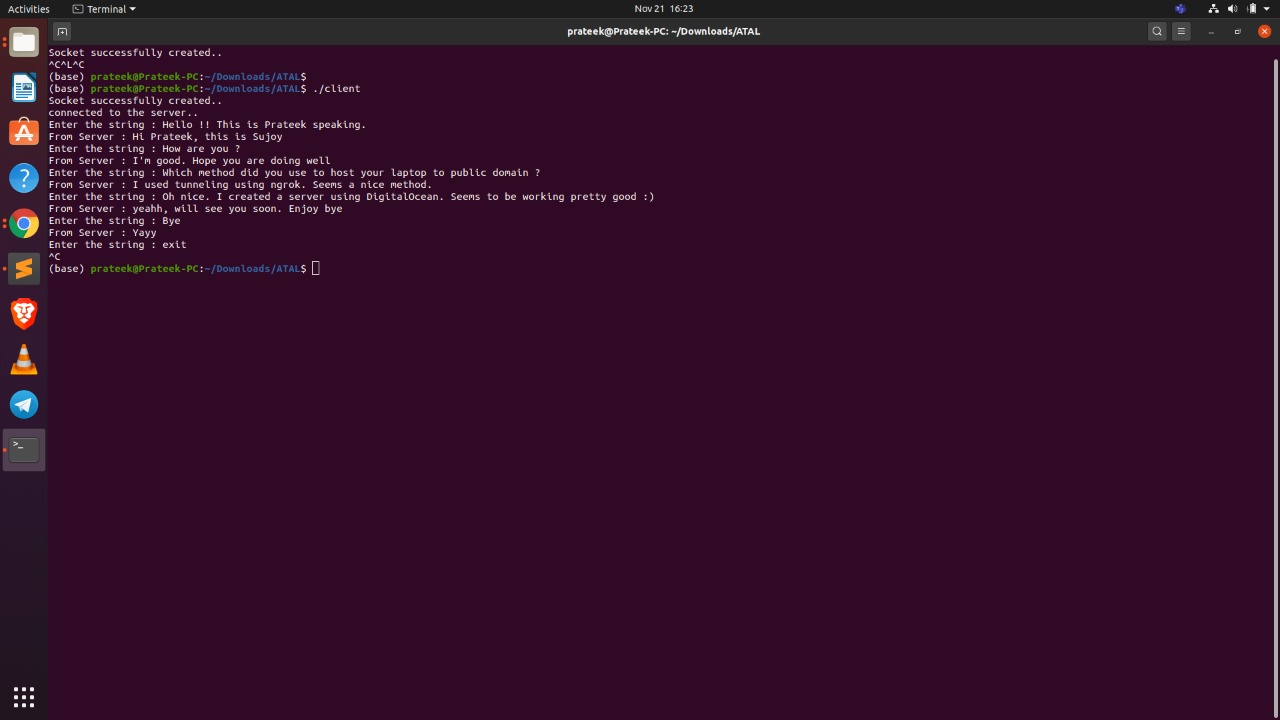 Activities
Terminal
Nov 21 16:23
prateek@Prateek-PC: ~/Downloads/ATAL
Socket successfully created..
^C^L^C
(base) prateek@Prateek-PC:~/Downloads/ATAL$
(base) prateek@Prateek-PC:~/Downloads/ATAL$ ./client
Socket successfully created..
connected to the server..
Enter the string : Hello !! This is Prateek speaking.
From Server : Hi Prateek, this is Sujoy
Enter the string : How are you ?
From Server : I'm good. Hope you are doing well
Enter the string : Which method did you use to host your laptop to public domain ?
From Server : I used tunneling using ngrok. Seems a nice method.
Enter the string : Oh nice. I created a server using DigitalOcean. Seems to be working pretty good :)
From Server : yeahh, will see you soon. Enjoy bye
Enter the string : Bye
From Server : Yayy
Enter the string : exit
^C
(base) prateek@Prateek-PC:~/Downloads/ATAL$